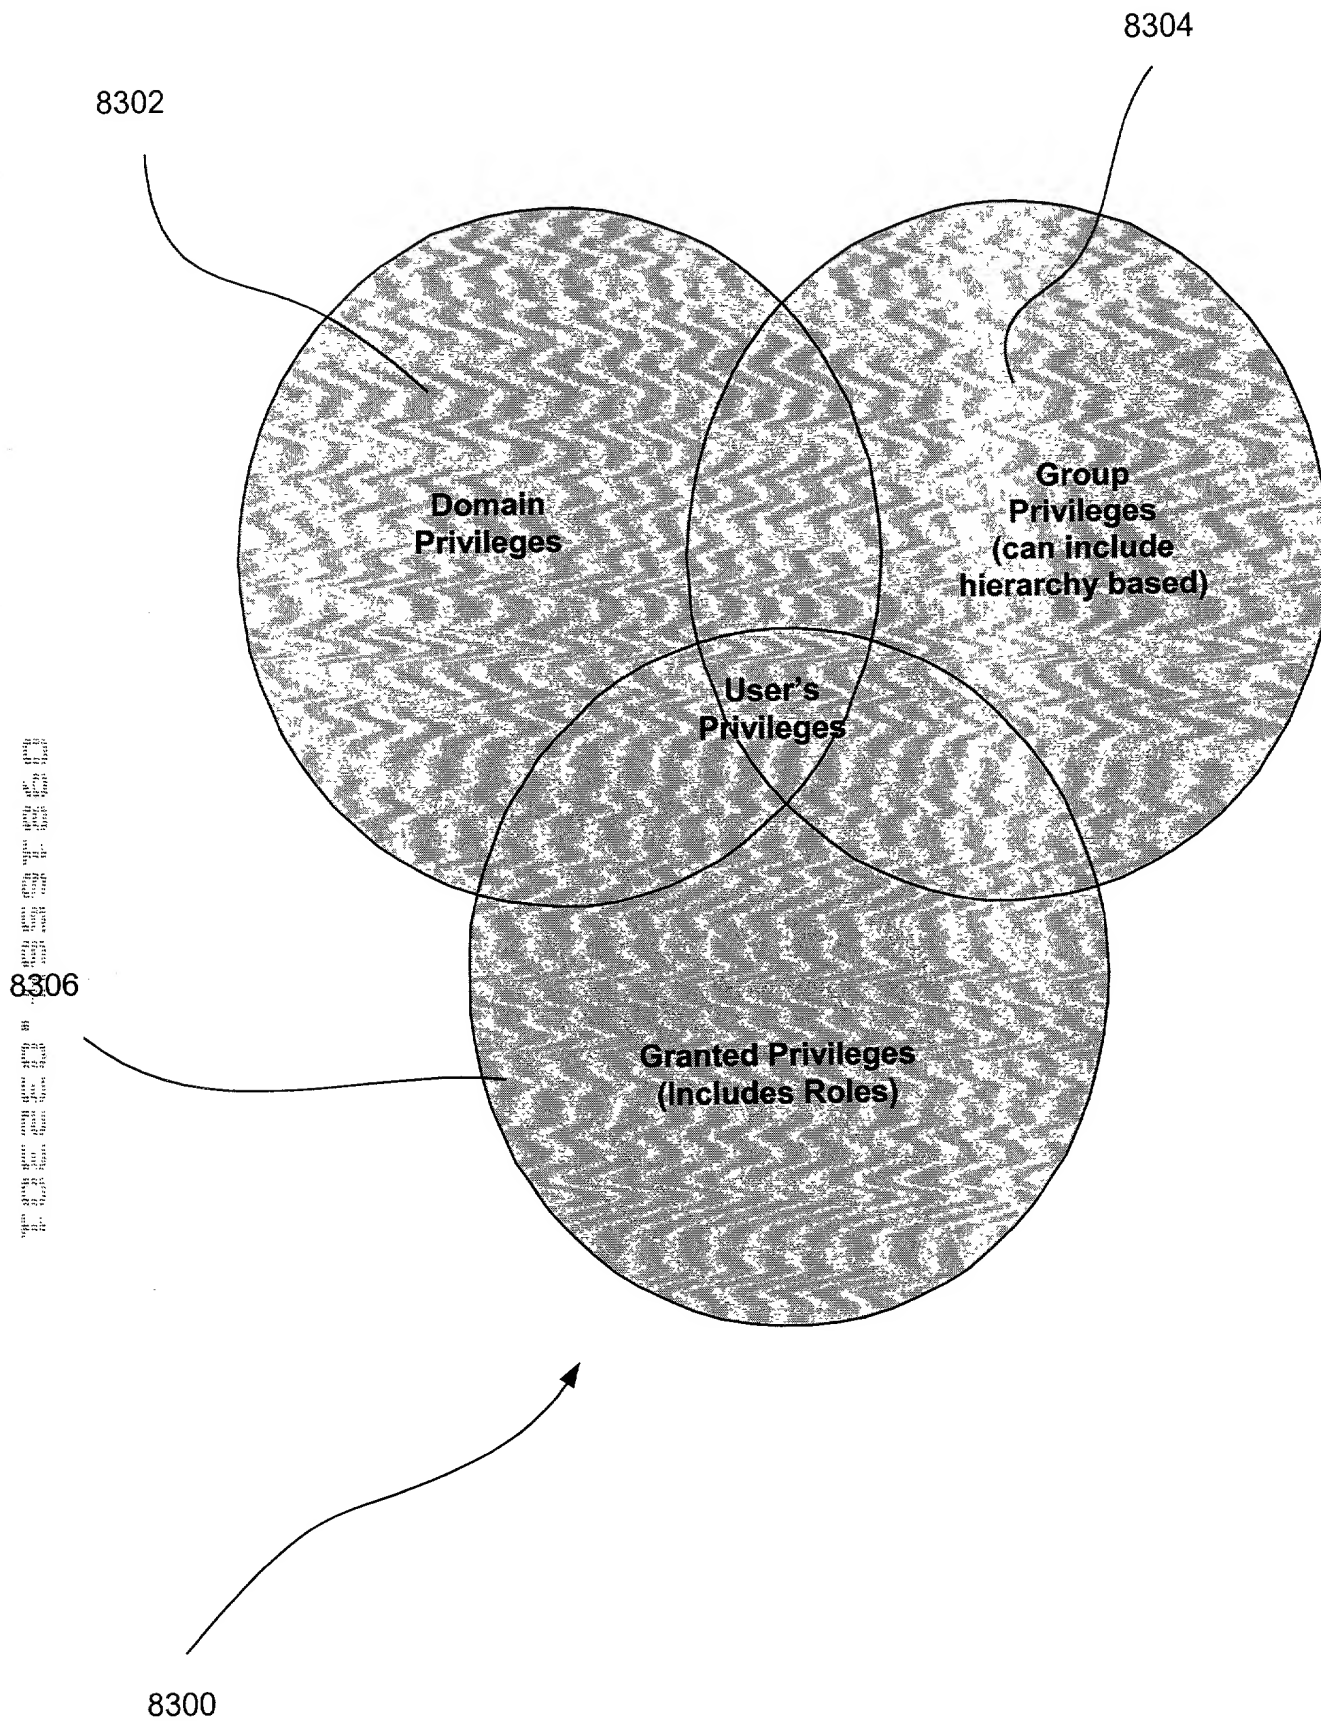 8304
8302
Domain
Privileges
Group
Privileges
(can include
hierarchy based)
User's
Privileges
8306
Granted Privileges
(Includes Roles)
8300